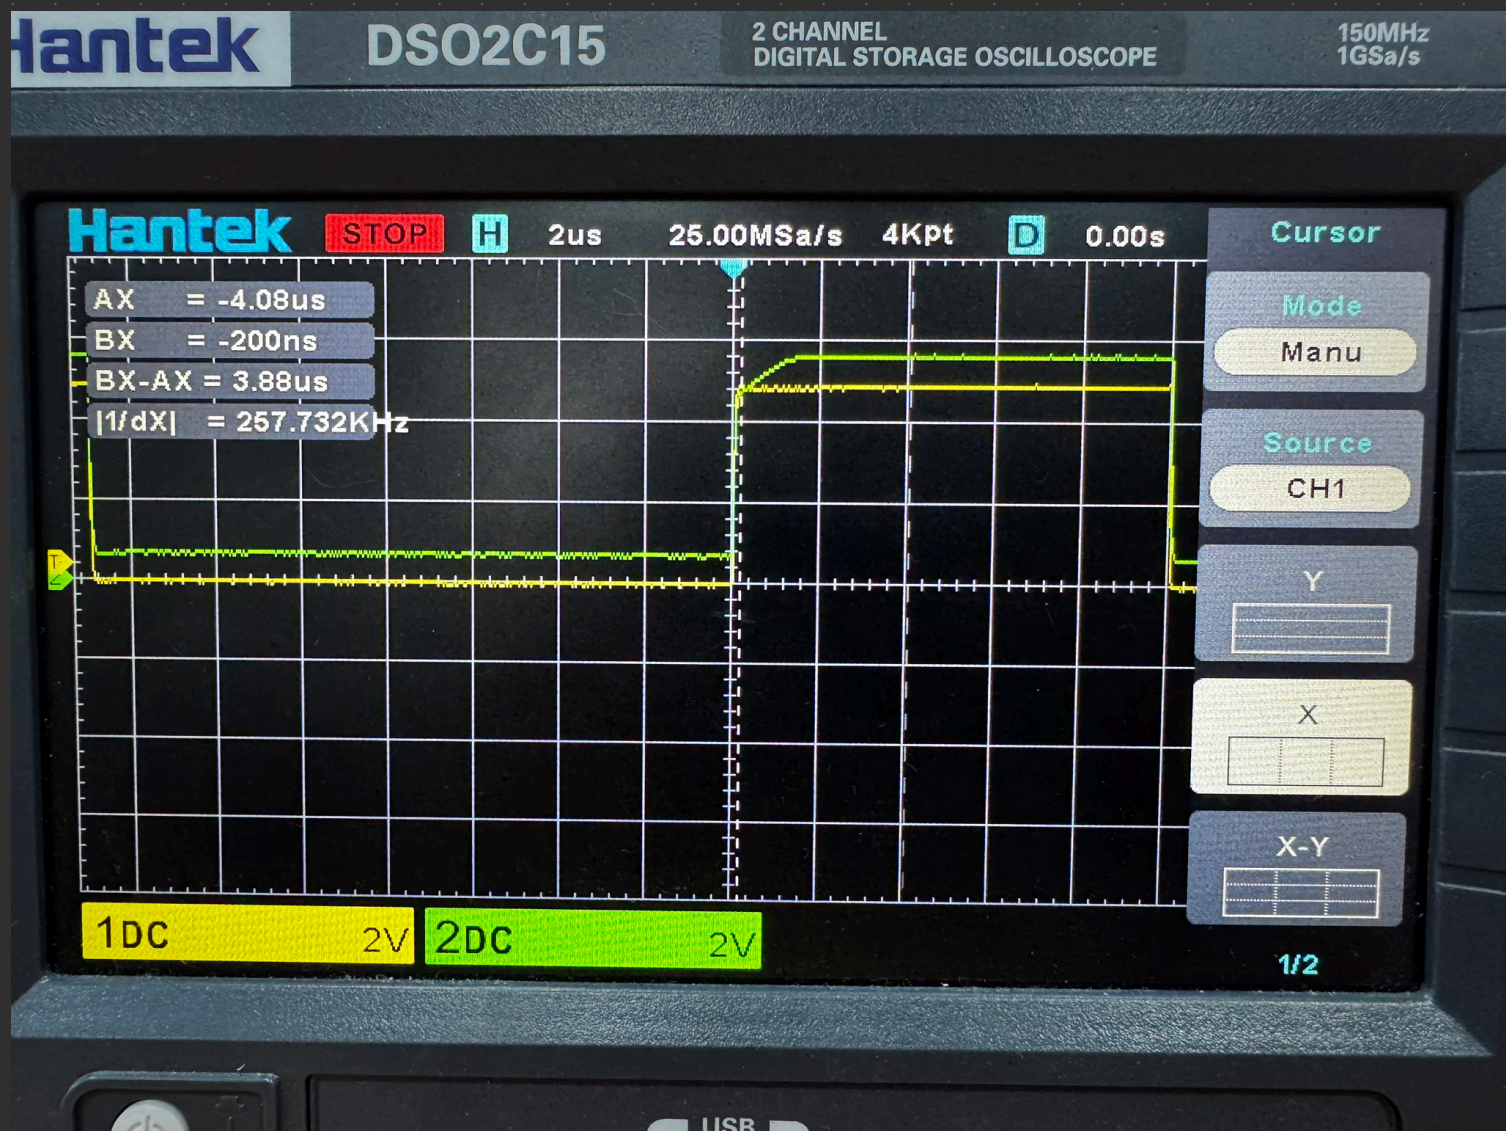 Hantek DSO2C15 2 CHANNEL 150MHz
DIGITAL STORAGE OSCILLOSCOPE 1GSa/s
Hantek STOP H 2us 25.00MSa/s 4Kpt D 0.00s
Cursor
AX = -4.08us
BX = -200ns
BX-AX = 3.88us
|1/dX| = 257.732KHz
Mode
Manu
Source
CH1
T
2
Y
X
X-Y
1DC 2V 2DC 2V
1/2
USB